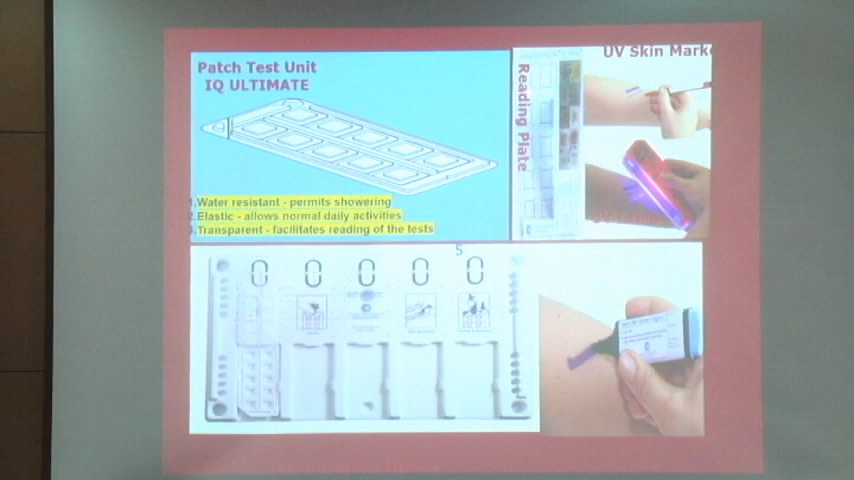 Patch Test Unit
IQ ULTIMATE
1.Water resistant - permits showering
2.Elastic - allows normal daily activities
3.Transparent - facilitates reading of the tests
Reading Plate
UV Skin Marke
5